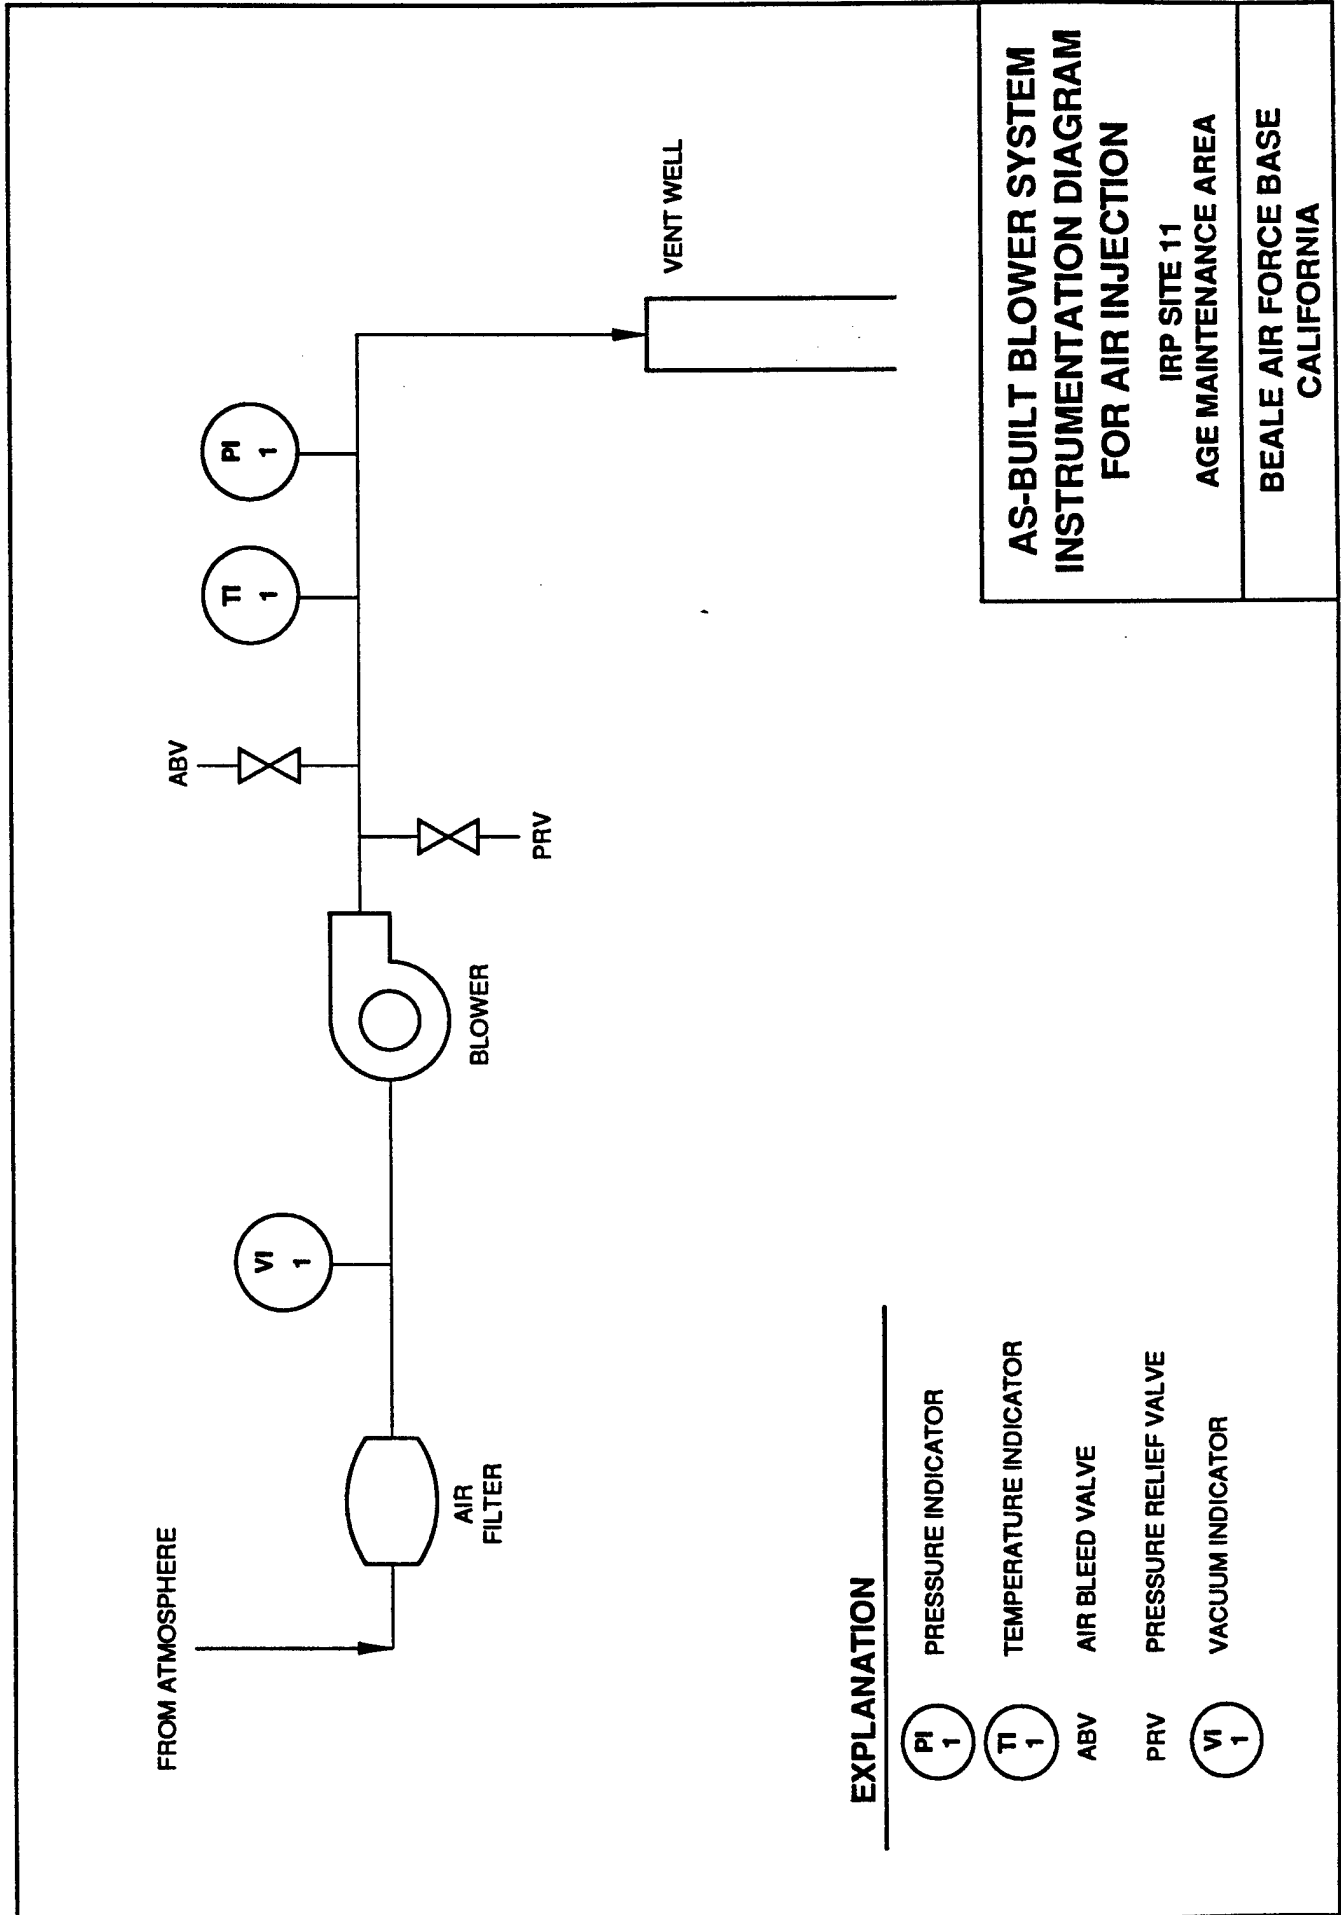 FROM ATMOSPHERE
AIR
FILTER
VI
1
BLOWER
PRV
ABV
TI
1
PI
1
VENT WELL
EXPLANATION
PI
1
PRESSURE INDICATOR
TI
1
TEMPERATURE INDICATOR
ABV AIR BLEED VALVE
PRV PRESSURE RELIEF VALVE
VI
1
VACUUM INDICATOR
AS-BUILT BLOWER SYSTEM
INSTRUMENTATION DIAGRAM
FOR AIR INJECTION
IRP SITE 11
AGE MAINTENANCE AREA
BEALE AIR FORCE BASE
CALIFORNIA